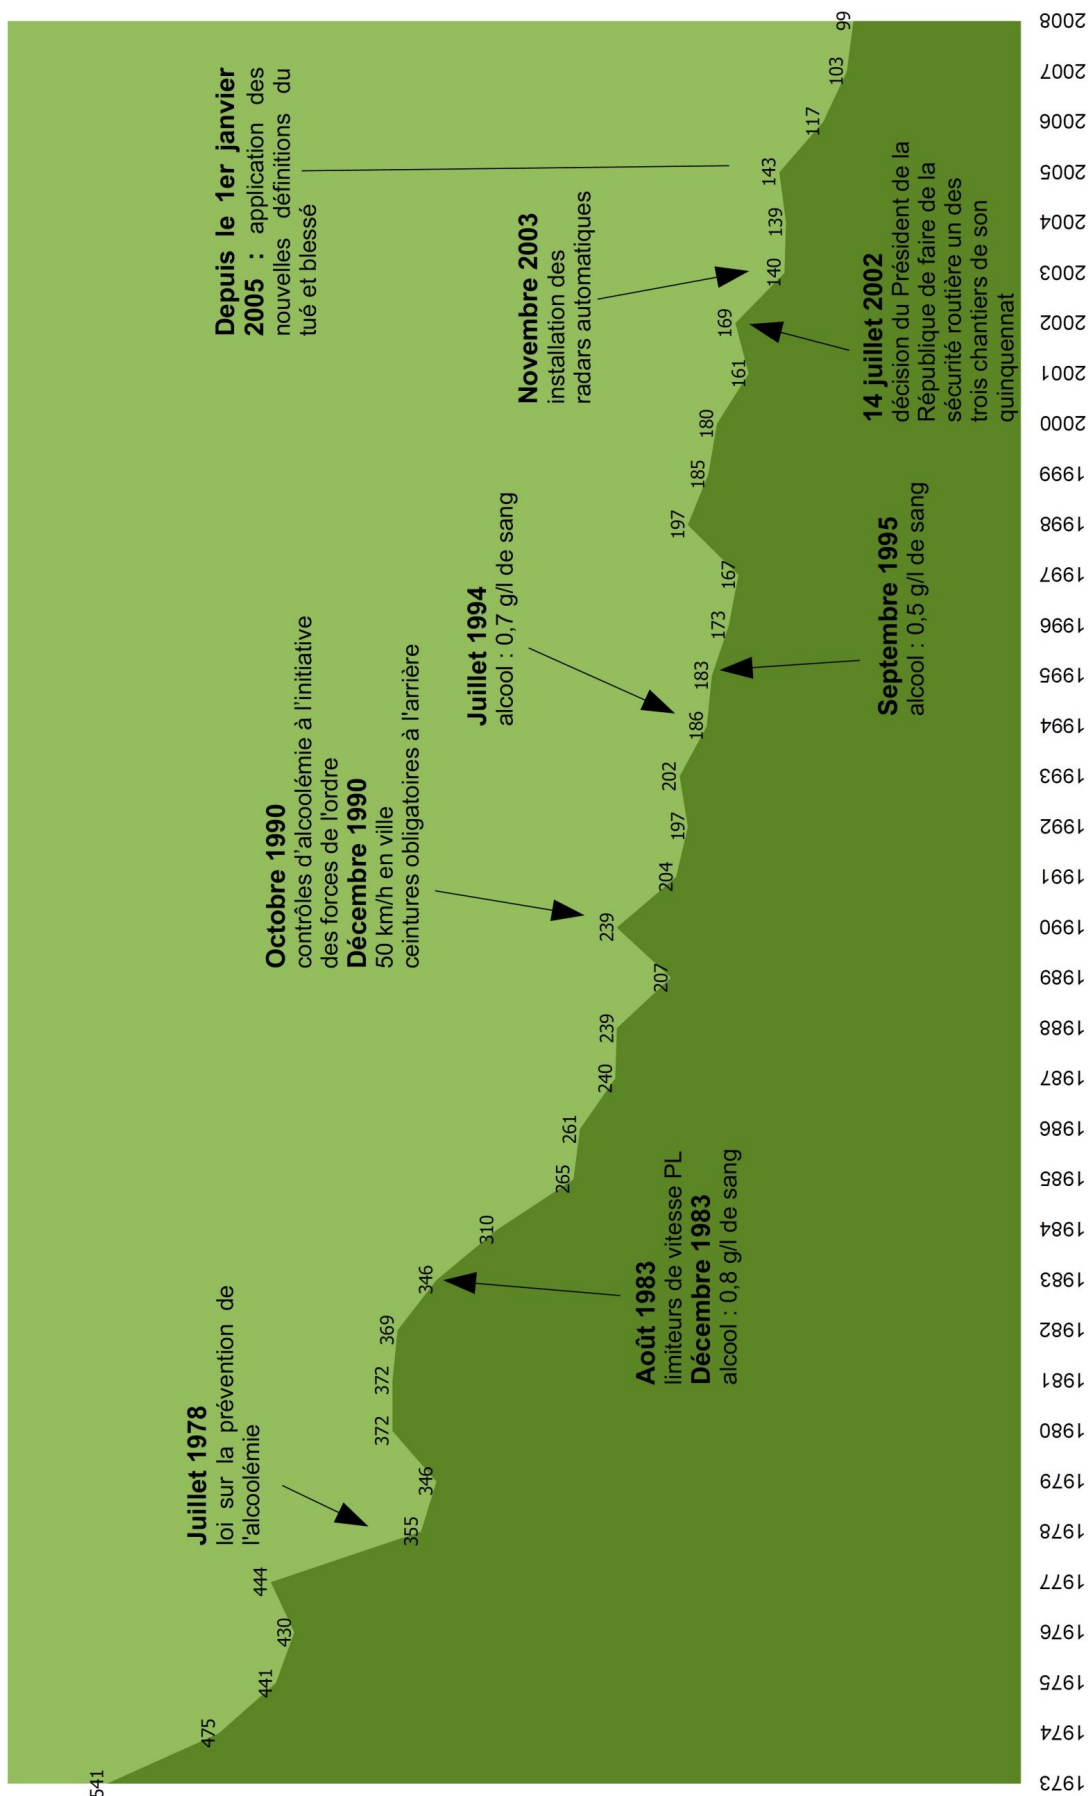 541
475
441
430
444
355
346
372
372
369
346
310
265
261
240
239
207
239
204
197
202
186
183
173
167
197
185
180
161
169
140
139
143
117
103
99
Juillet 1978
loi sur la prévention de
l'alcoolémie
Août 1983
limiteurs de vitesse PL
Décembre 1983
alcool : 0,8 g/l de sang
Octobre 1990
contrôles d'alcoolémie à l'initiative
des forces de l'ordre
Décembre 1990
50 km/h en ville
ceintures obligatoires à l'arrière
Juillet 1994
alcool : 0,7 g/l de sang
Septembre 1995
alcool : 0,5 g/l de sang
14 juillet 2002
décision du Président de la
République de faire de la
sécurité routière un des
trois chantiers de son
quinquennat
Novembre 2003
installation des
radars automatiques
Depuis le 1er janvier
2005 : application des
nouvelles définitions du
tué et blessé
1973
1974
1975
1976
1977
1978
1979
1980
1981
1982
1983
1984
1985
1986
1987
1988
1989
1990
1991
1992
1993
1994
1995
1996
1997
1998
1999
2000
2001
2002
2003
2004
2005
2006
2007
2008